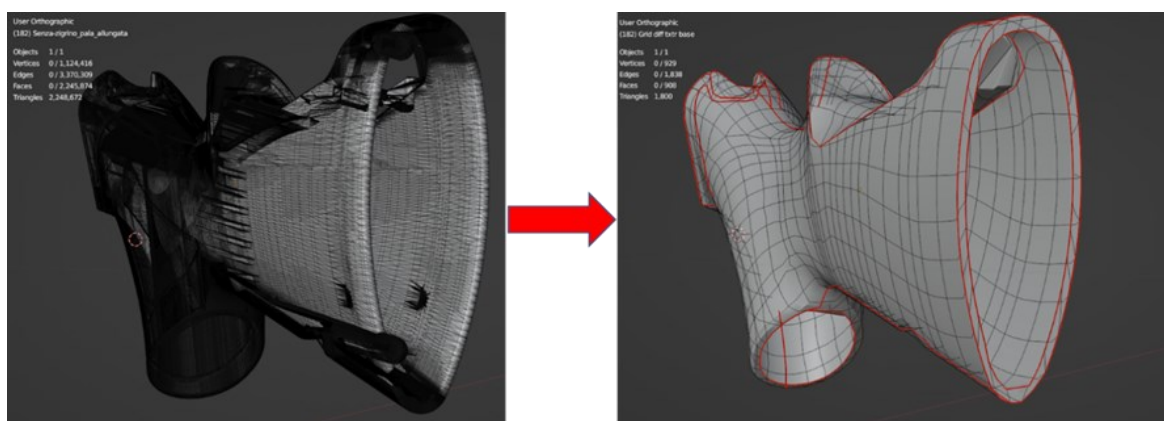 User Orthographic
(182) Senza-zigrino_pala_allungata
Objects 1 / 1
Vertices 0 / 1,124,416
Edges 0 / 3,370,309
Faces 0 / 2,245,874
Triangles 2,248,672
User Orthographic
(182) Grid diff txtr base
Objects 1 / 1
Vertices 0 / 929
Edges 0 / 1,838
Faces 0 / 908
Triangles 1,800